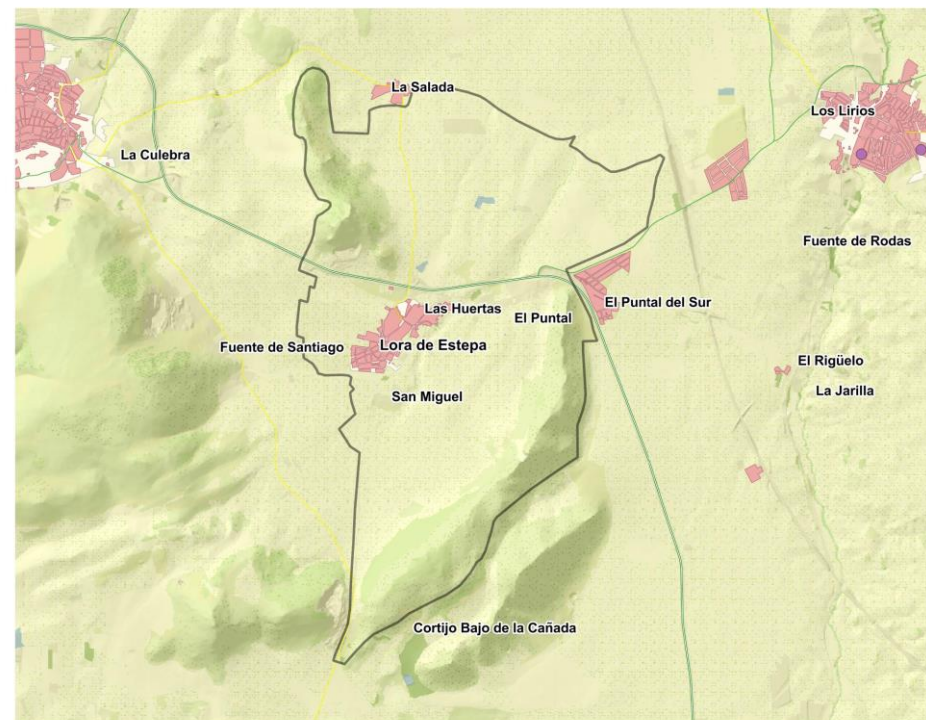 La Salada
Los Lirios
La Culebra
Fuente de Rodas
El Puntal del Sur
Las Huertas
El Puntal
Lora de Estepa
Fuente de Santiago
El Rigüelo
La Jarilla
San Miguel
Cortijo Bajo de la Cañada